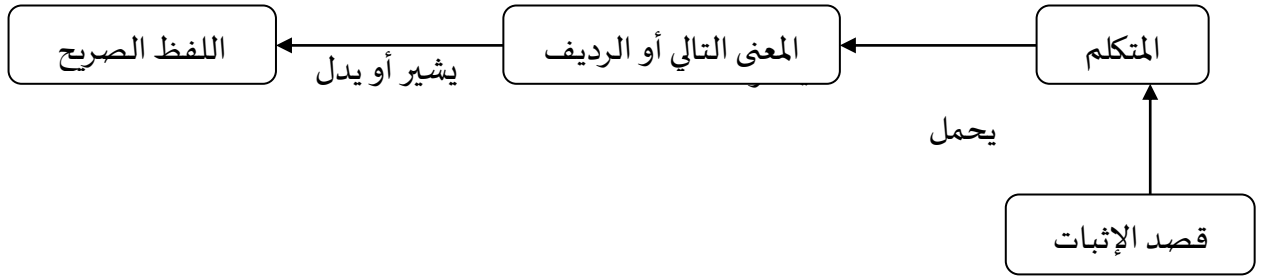 المتكلم
المعنى التالي أو الرديف
اللفظ الصريح
يشير أو يدل
يحمل
قصد الإثبات